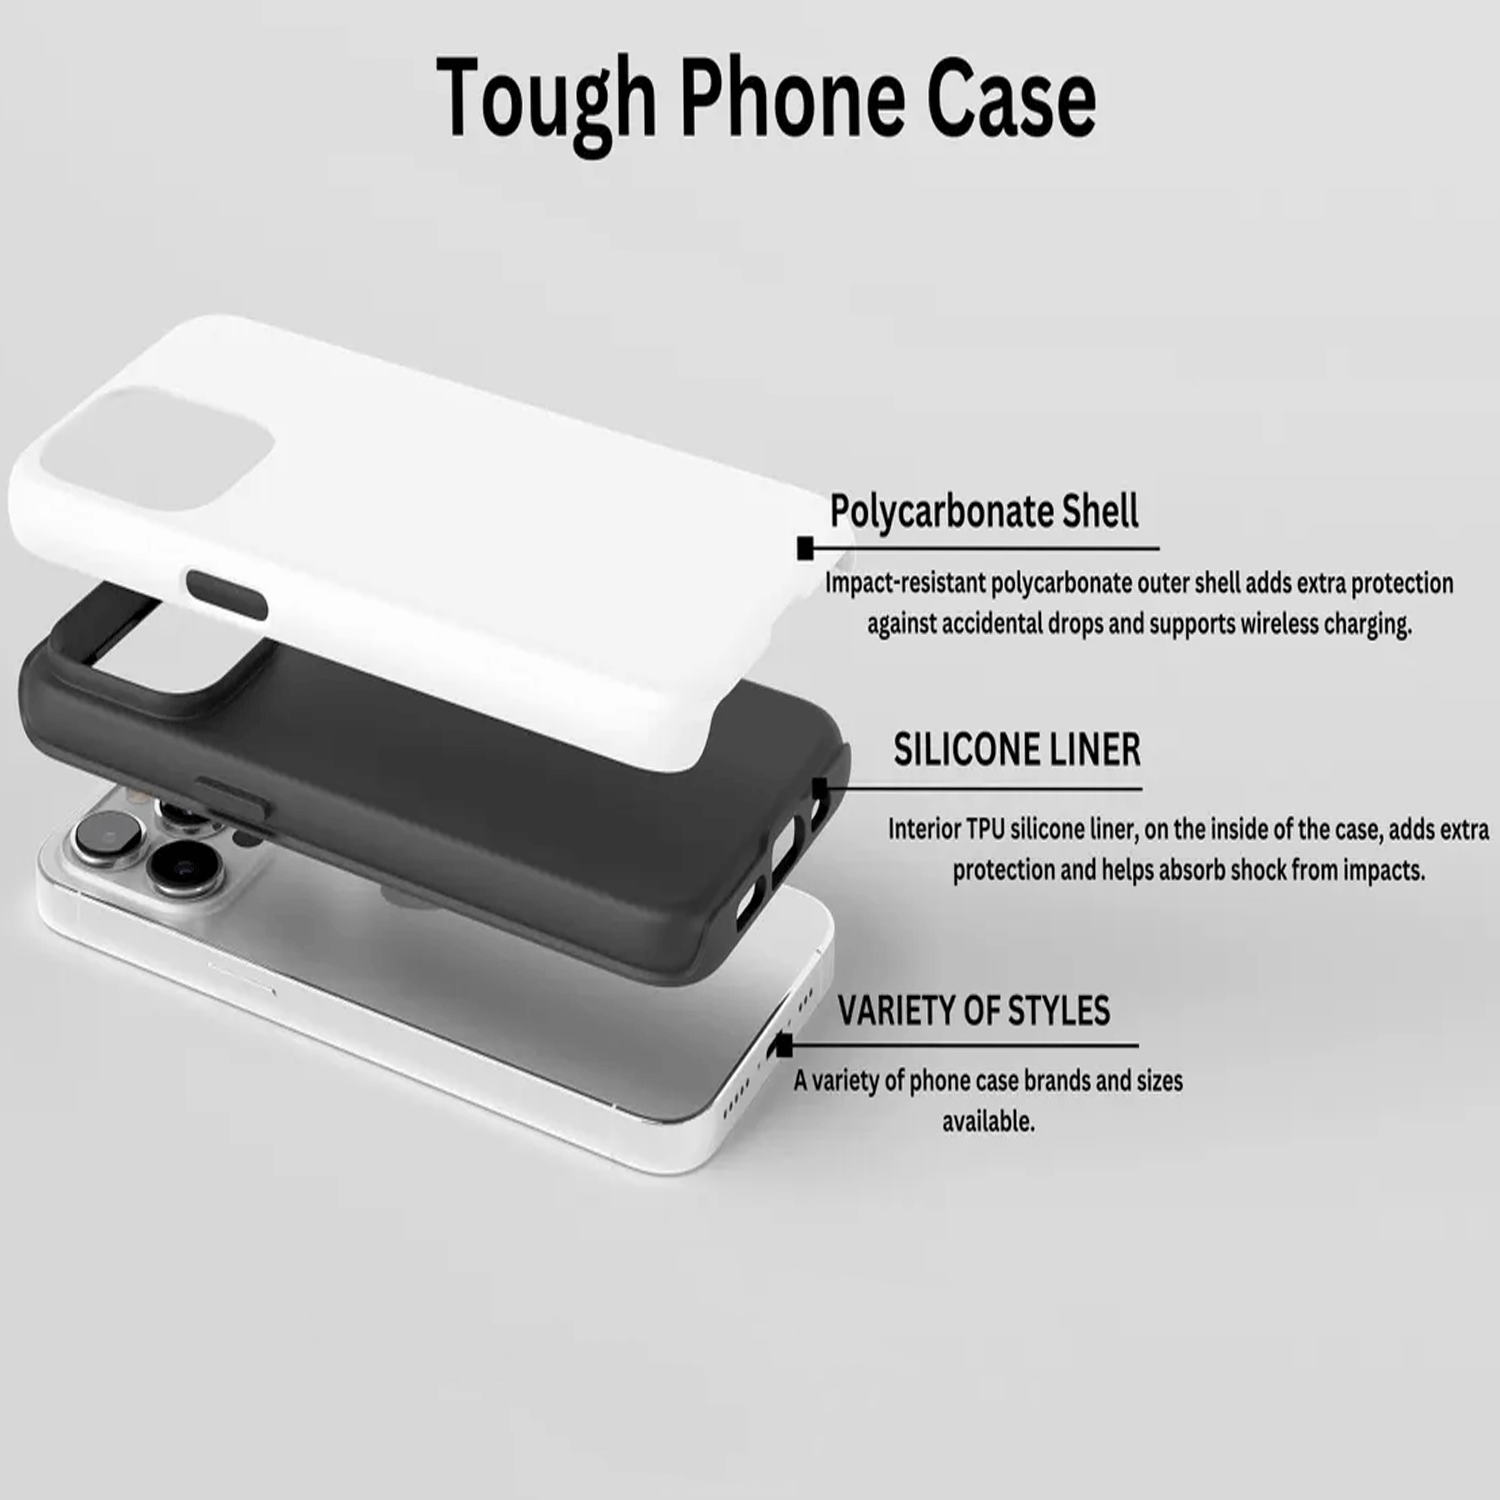 Tough Phone Case
Polycarbonate Shell
Impact-resistant polycarbonate outer shell adds extra protection
against accidental drops and supports wireless charging.
SILICONE LINER
Interior TPU silicone liner, on the inside of the case, adds extra
protection and helps absorb shock from impacts.
VARIETY OF STYLES
A variety of phone case brands and sizes
available.